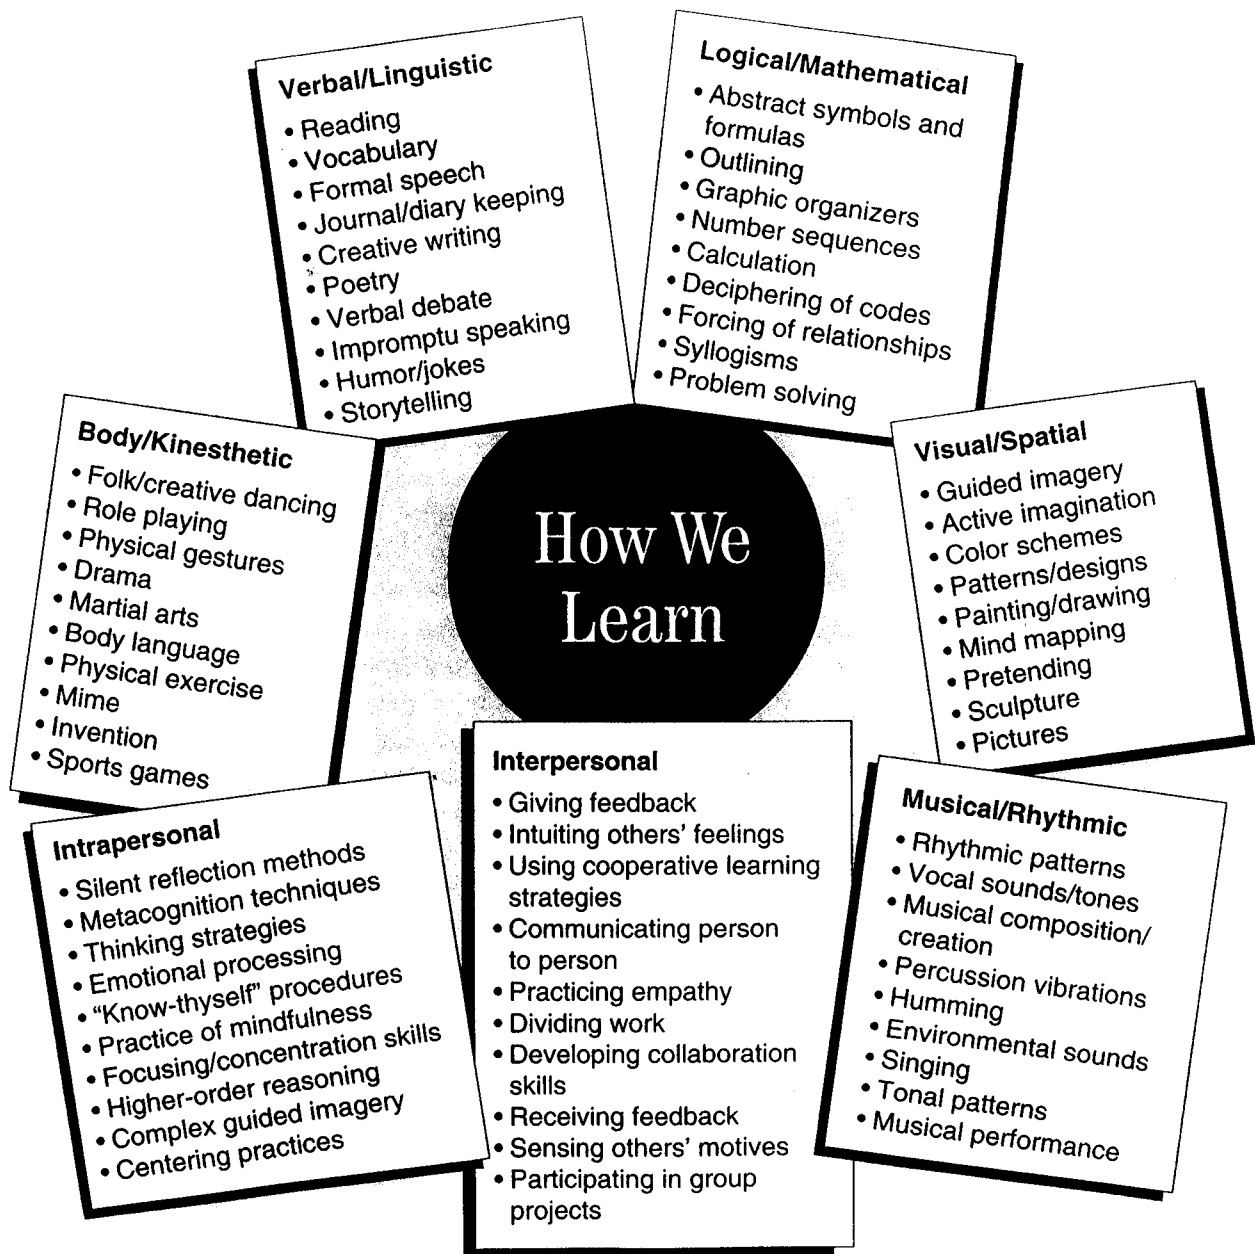 Verbal/Linguistic
• Reading
• Vocabulary
• Formal speech
• Journal/diary keeping
• Creative writing
• Poetry
• Verbal debate
• Impromptu speaking
• Humor/jokes
• Storytelling
Logical/Mathematical
• Abstract symbols and
formulas
• Outlining
• Graphic organizers
• Number sequences
• Calculation
• Deciphering of codes
• Forcing of relationships
• Syllogisms
• Problem solving
Body/Kinesthetic
• Folk/creative dancing
• Role playing
• Physical gestures
• Drama
• Martial arts
• Body language
• Physical exercise
• Mime
• Invention
• Sports games
How We
Learn
Visual/Spatial
• Guided imagery
• Active imagination
• Color schemes
• Patterns/designs
• Painting/drawing
• Mind mapping
• Pretending
• Sculpture
• Pictures
Intrapersonal
• Silent reflection methods
• Metacognition techniques
• Thinking strategies
• Emotional processing
• “Know-thyself” procedures
• Practice of mindfulness
• Focusing/concentration skills
• Higher-order reasoning
• Complex guided imagery
• Centering practices
Interpersonal
• Giving feedback
• Intuiting others’ feelings
• Using cooperative learning
strategies
• Communicating person
to person
• Practicing empathy
• Dividing work
• Developing collaboration
skills
• Receiving feedback
• Sensing others’ motives
• Participating in group
projects
Musical/Rhythmic
• Rhythmic patterns
• Vocal sounds/tones
• Musical composition/
creation
• Percussion vibrations
• Humming
• Environmental sounds
• Singing
• Tonal patterns
• Musical performance